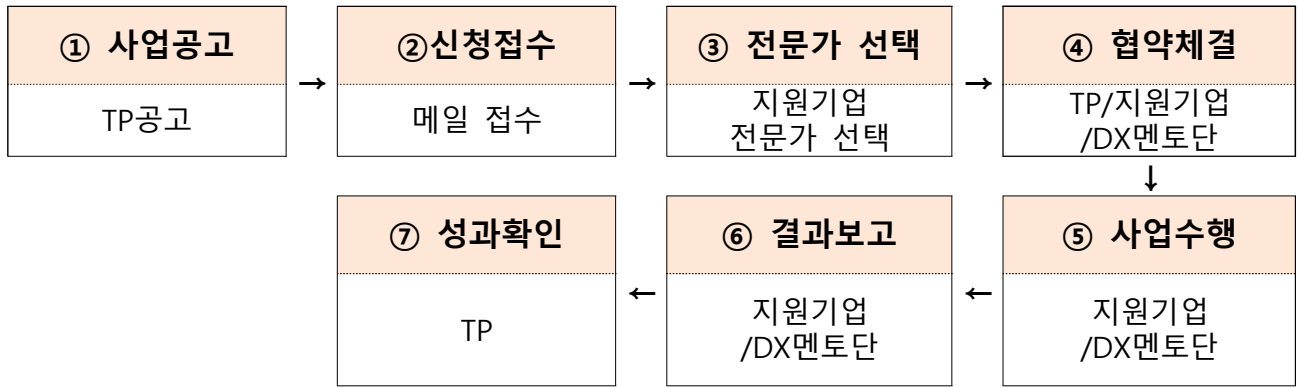 ① 사업공고
TP공고
→
②신청접수
메일 접수
→
③ 전문가 선택
지원기업
전문가 선택
→
④ 협약체결
TP/지원기업
/DX멘토단
↓
⑤ 사업수행
지원기업
/DX멘토단
←
⑥ 결과보고
지원기업
/DX멘토단
←
⑦ 성과확인
TP